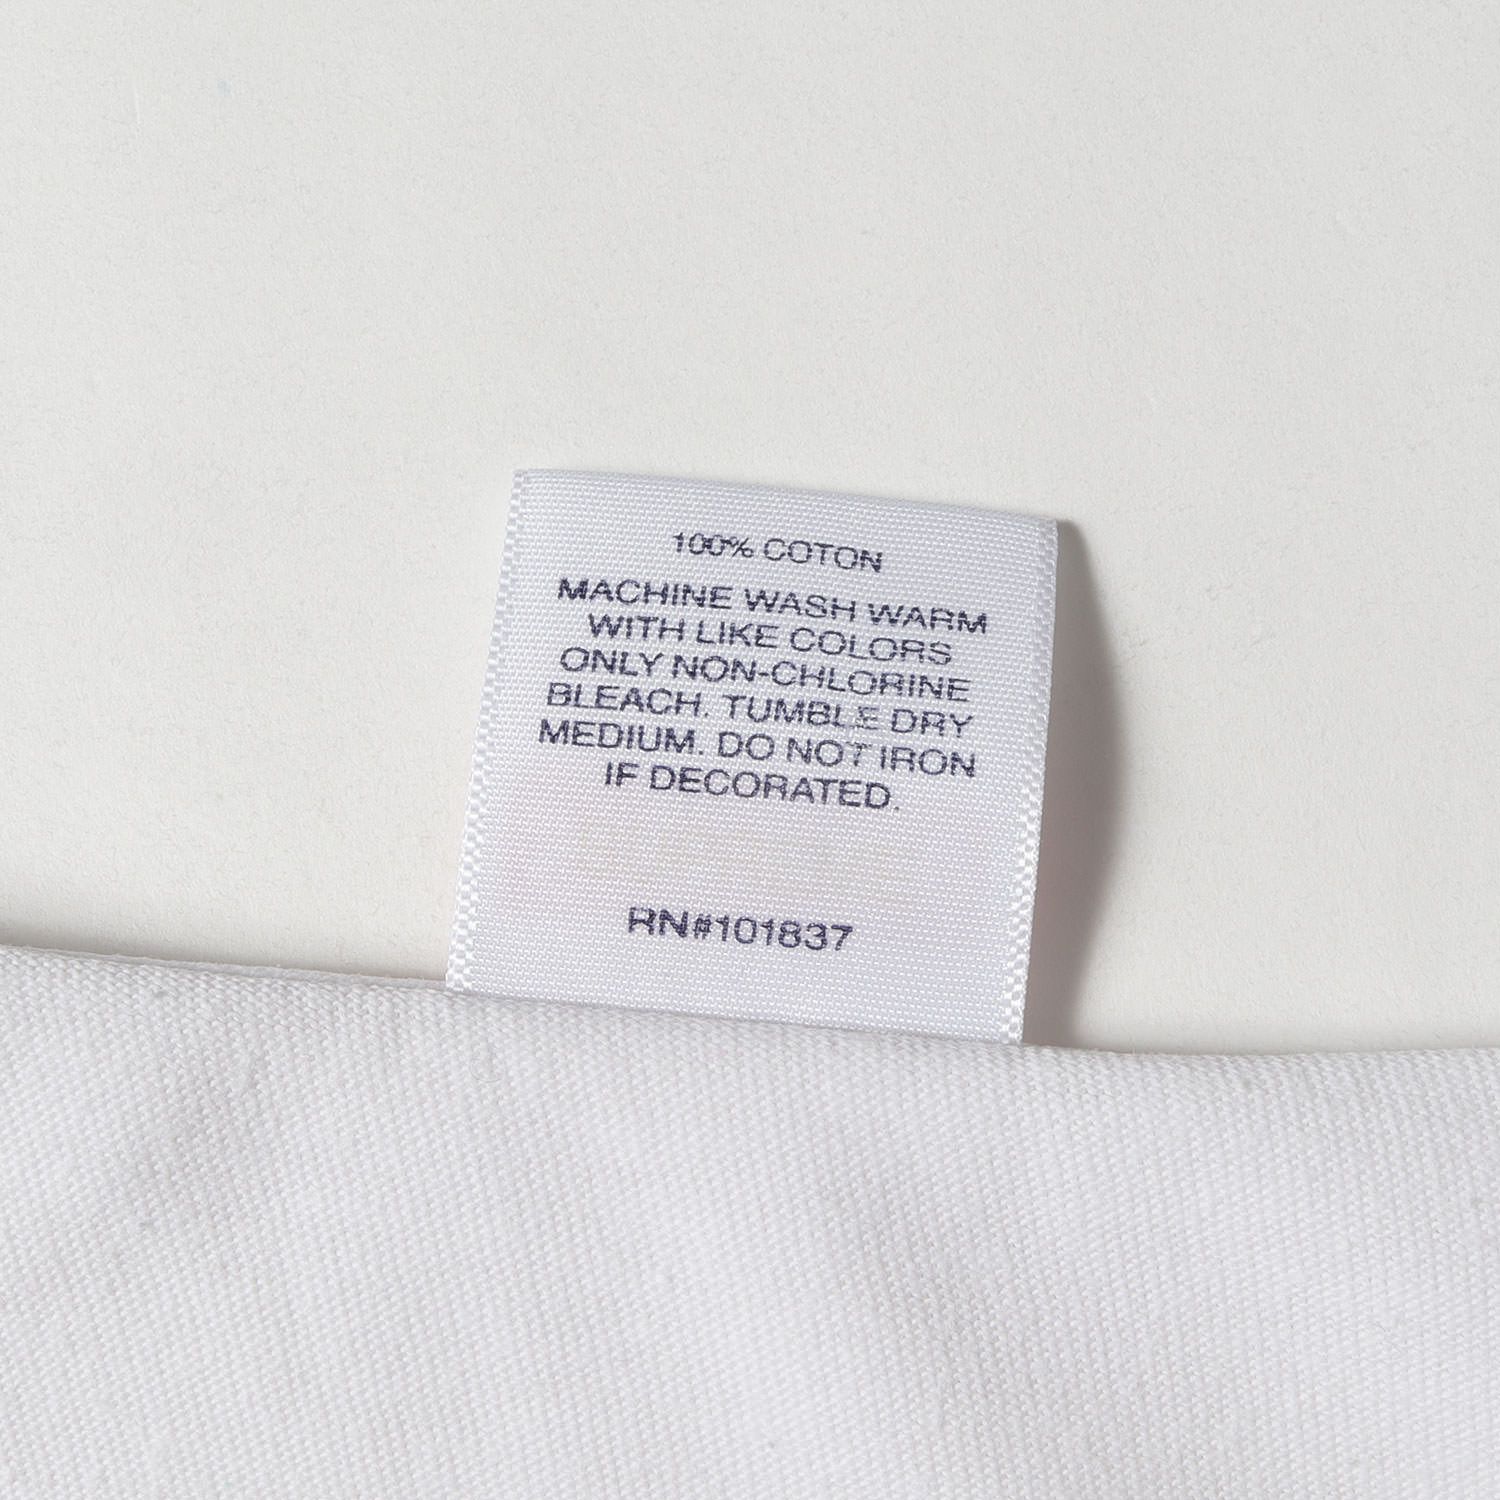 100% COTON
MACHINE WASH WARM
WITH LIKE COLORS
ONLY NON-CHLORINE
BLEACH. TUMBLE DRY
MEDIUM. DO NOT IRON
IF DECORATED.
RN#101837